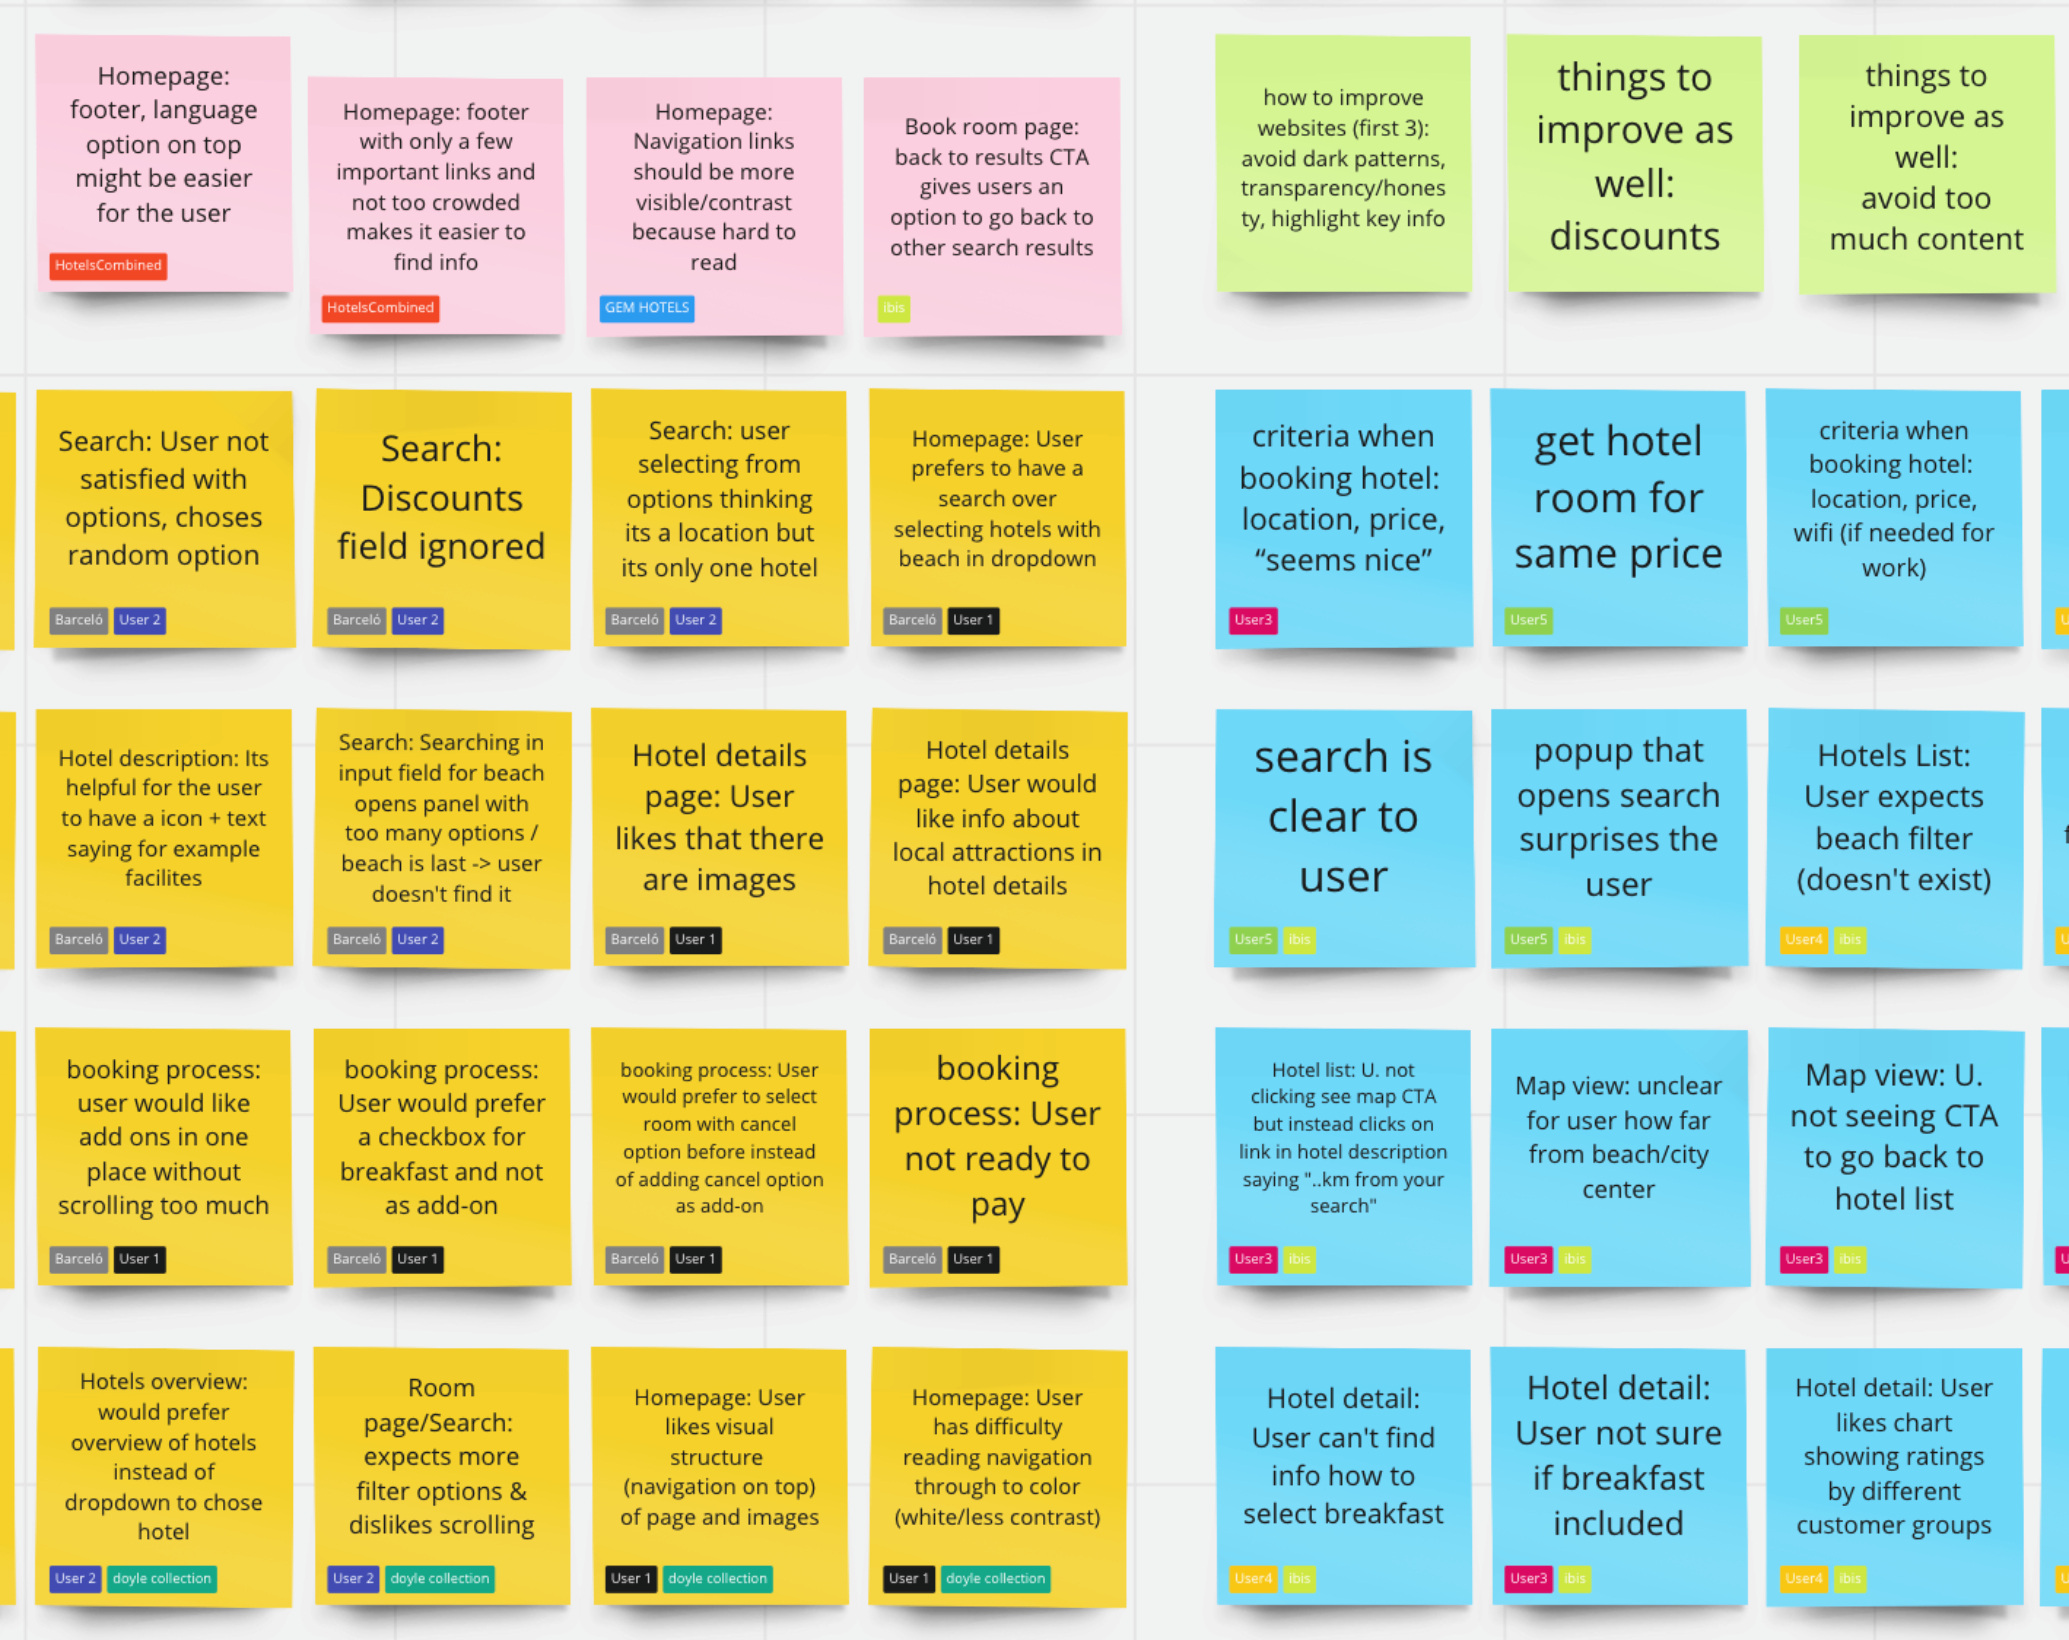 Homepage:
footer, language
option on top
might be easier
for the user
HotelsCombined
Homepage: footer
with only a few
important links and
not too crowded
makes it easier to
find info
HotelsCombined
Homepage:
Navigation links
should be more
visible/contrast
because hard to
read
GEM HOTELS
Book room page:
back to results CTA
gives users an
option to go back to
other search results
ibis
how to improve
websites (first 3):
avoid dark patterns,
transparency/hones
ty, highlight key info
things to
improve as
well:
discounts
things to
improve as
well:
avoid too
much content
Search: User not
satisfied with
options, choses
random option
Barceló User 2
Search:
Discounts
field ignored
Barceló User 2
Search: user
selecting from
options thinking
its a location but
its only one hotel
Barceló User 2
Homepage: User
prefers to have a
search over
selecting hotels with
beach in dropdown
Barceló User 1
criteria when
booking hotel:
location, price,
“seems nice”
User3
get hotel
room for
same price
User5
criteria when
booking hotel:
location, price,
wifi (if needed for
work)
User5
Hotel description: Its
helpful for the user
to have a icon + text
saying for example
facilites
Barceló User 2
Search: Searching in
input field for beach
opens panel with
too many options /
beach is last -> user
doesn't find it
Barceló User 2
Hotel details
page: User
likes that there
are images
Barceló User 1
Hotel details
page: User would
like info about
local attractions in
hotel details
Barceló User 1
search is
clear to
user
User5 ibis
popup that
opens search
surprises the
user
User5 ibis
Hotels List:
User expects
beach filter
(doesn't exist)
User4 ibis
booking process:
user would like
add ons in one
place without
scrolling too much
Barceló User 1
booking process:
User would prefer
a checkbox for
breakfast and not
as add-on
Barceló User 1
booking process: User
would prefer to select
room with cancel
option before instead
of adding cancel option
as add-on
Barceló User 1
booking
process: User
not ready to
pay
Barceló User 1
Hotel list: U. not
clicking see map CTA
but instead clicks on
link in hotel description
saying "..km from your
search"
User3 ibis
Map view: unclear
for user how far
from beach/city
center
User3 ibis
Map view: U.
not seeing CTA
to go back to
hotel list
User3 ibis
Hotels overview:
would prefer
overview of hotels
instead of
dropdown to chose
hotel
User 2 doyle collection
Room
page/Search:
expects more
filter options &
dislikes scrolling
User 2 doyle collection
Homepage: User
likes visual
structure
(navigation on top)
of page and images
User 1 doyle collection
Homepage: User
has difficulty
reading navigation
through to color
(white/less contrast)
User 1 doyle collection
Hotel detail:
User can't find
info how to
select breakfast
User4 ibis
Hotel detail:
User not sure
if breakfast
included
User3 ibis
Hotel detail: User
likes chart
showing ratings
by different
customer groups
User4 ibis